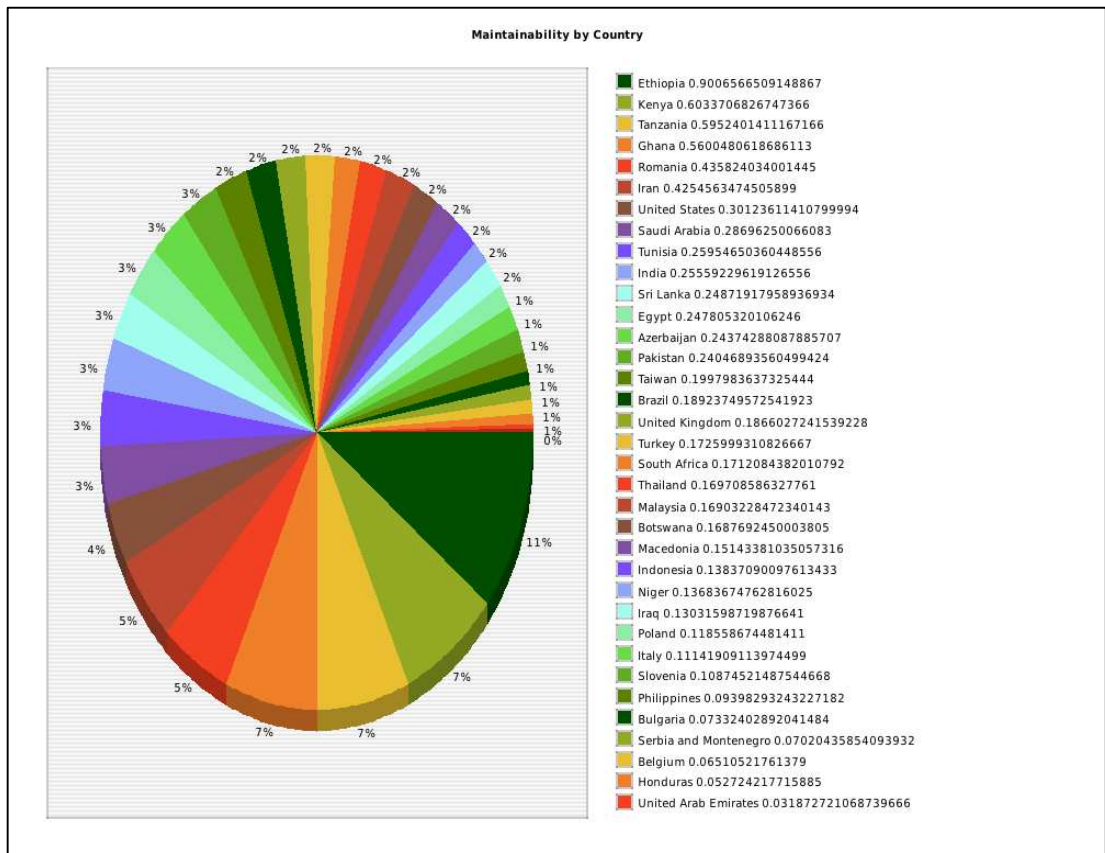 Maintainability by Country
Ethiopia 0.9006566509148867
Kenya 0.6033706826747366
Tanzania 0.5952401411167166
Ghana 0.5600480618686113
Romania 0.435824034001445
Iran 0.4254563474505899
United States 0.30123611410799994
Saudi Arabia 0.28696250066083
Tunisia 0.25954650360448556
India 0.25559229619126556
Sri Lanka 0.24871917958936934
Egypt 0.247805320106246
Azerbaijan 0.24374288087885707
Pakistan 0.24046893560499424
Taiwan 0.1997983637325444
Brazil 0.18923749572541923
United Kingdom 0.1866027241539228
Turkey 0.1725999310826667
South Africa 0.1712084382010792
Thailand 0.169708586327761
Malaysia 0.16903228472340143
Botswana 0.1687692450003805
Macedonia 0.15143381035057316
Indonesia 0.13837090097613433
Niger 0.13683674762816025
Iraq 0.13031598719876641
Poland 0.118558674481411
Italy 0.11141909113974499
Slovenia 0.10874521487544668
Philippines 0.09398293243227182
Bulgaria 0.07332402892041484
Serbia and Montenegro 0.07020435854093932
Belgium 0.06510521761379
Honduras 0.052724217715885
United Arab Emirates 0.031872721068739666
2%
2%
2%
2%
2%
2%
2%
2%
2%
2%
2%
1%
1%
1%
1%
1%
1%
1%
1%
0%
11%
7%
7%
7%
5%
5%
4%
3%
3%
3%
3%
3%
3%
3%
3%